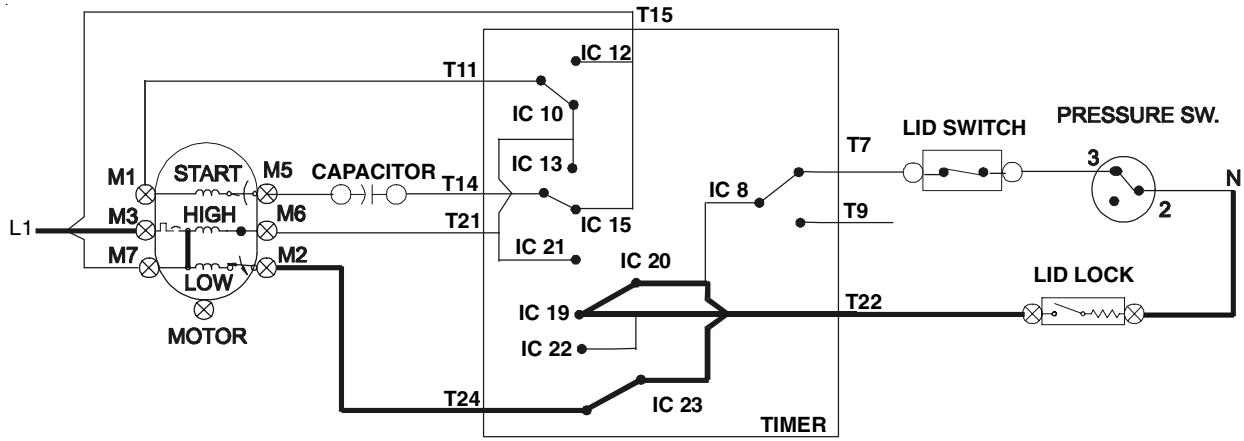 T15
IC 12
T11
IC 10
PRESSURE SW.
LID SWITCH
T7
3
START
M5
CAPACITOR
IC 13
M1
T14
IC 8
N
HIGH
M3
M6
IC 15
T9
2
L1
T21
M7
M2
IC 21
IC 20
LOW
LID LOCK
T22
IC 19
MOTOR
IC 22
T24
IC 23
TIMER